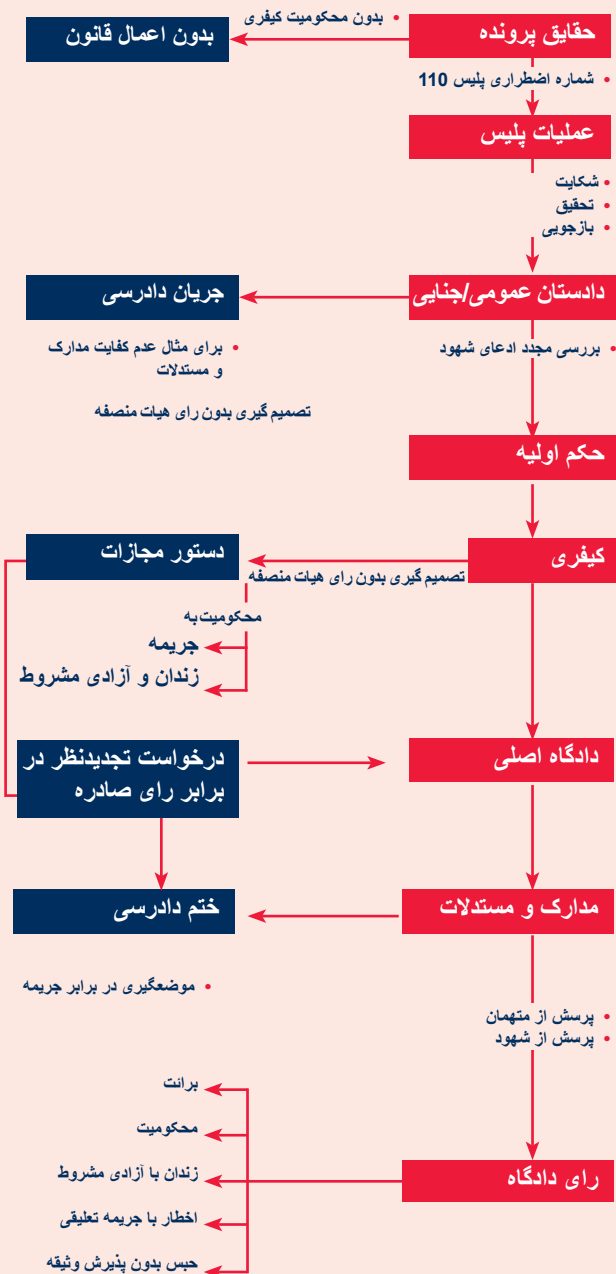 حقایق پرونده
• بدون محکومیت کیفری
بدون اعمال قانون
• شماره اضطراری پلیس 110
عملیات پلیس
• شکایت
• تحقیق
• بازجویی
دادستان عمومی/جنایی
جریان دادرسی
• بررسی مجدد ادعای شهود
• برای مثال عدم کفایت مدارک
و مستدلات
تصمیم گیری بدون رای هیات منصفه
حکم اولیه
کیفری
تصمیم گیری بدون رای هیات منصفه
دستور مجازات
محکومیت به
جریمه
زندان و آزادی مشروط
دادگاه اصلی
درخواست تجدیدنظر در
برابر رای صادره
مدارک و مستدلات
ختم دادرسی
• موضعگیری در برابر جریمه
• پرسش از متهمان
• پرسش از شهود
رای دادگاه
برائت
محکومیت
زندان با آزادی مشروط
اخطار با جریمه تعلیقی
حبس بدون پذیرش وثیقه